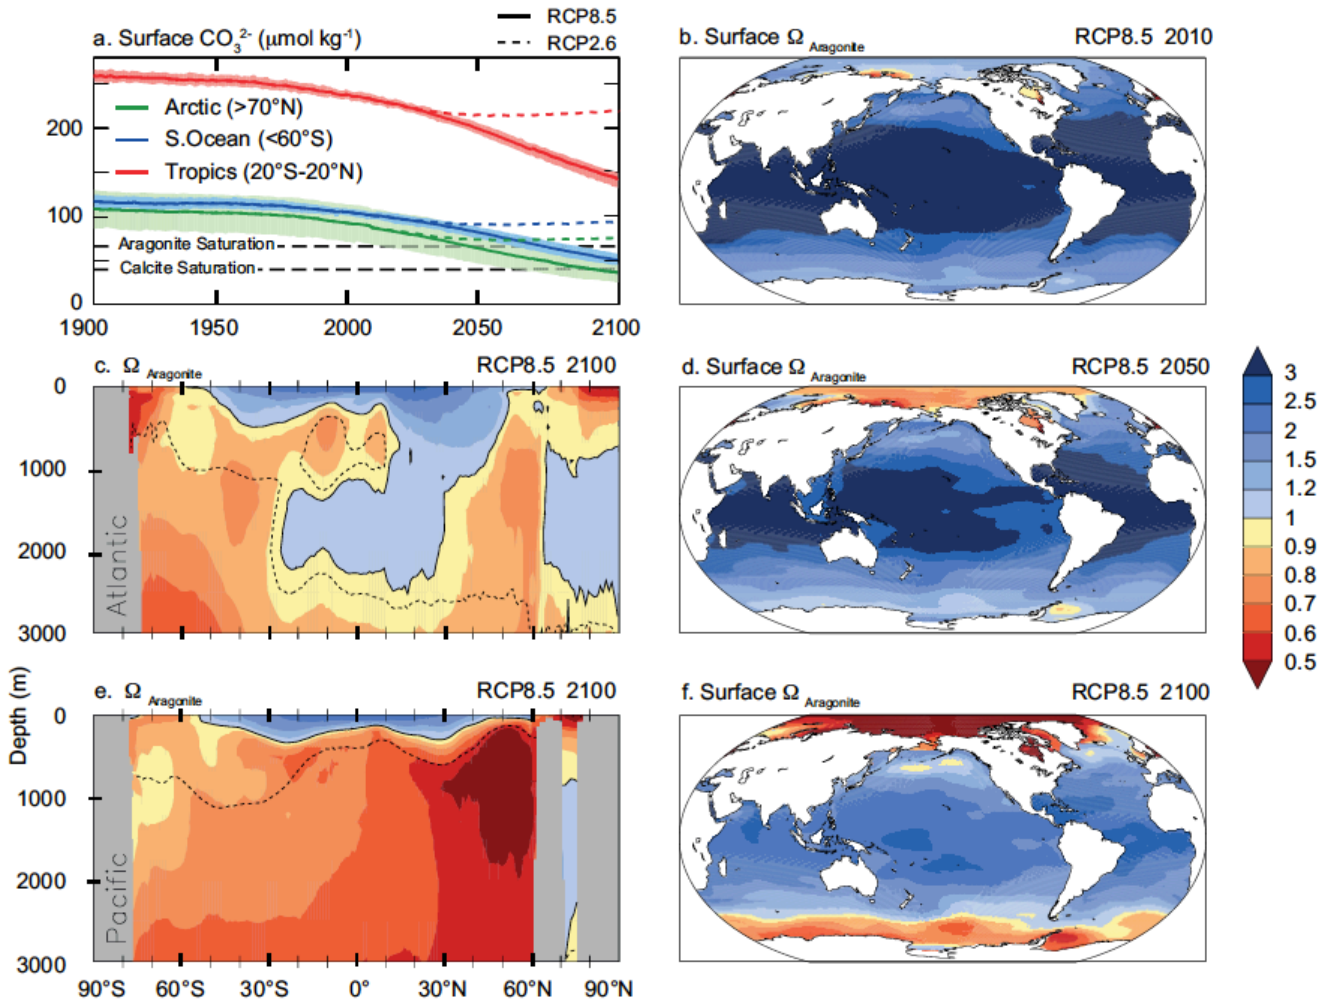 RCP8.5
RCP2.6
a. Surface CO₃²⁻ (μmol kg⁻¹)
Arctic (>70°N)
S.Ocean (<60°S)
Tropics (20°S-20°N)
Aragonite Saturation
Calcite Saturation
200
100
0
1900 1950 2000 2050 2100
b. Surface Ω Aragonite RCP8.5 2010
c. Ω Aragonite RCP8.5 2100
0
1000
2000
3000
Atlantic
d. Surface Ω Aragonite RCP8.5 2050
3
2.5
2
1.5
1.2
1
0.9
0.8
0.7
0.6
0.5
e. Ω Aragonite RCP8.5 2100
Depth (m)
0
1000
2000
3000
Pacific
90°S 60°S 30°S 0° 30°N 60°N 90°N
f. Surface Ω Aragonite RCP8.5 2100